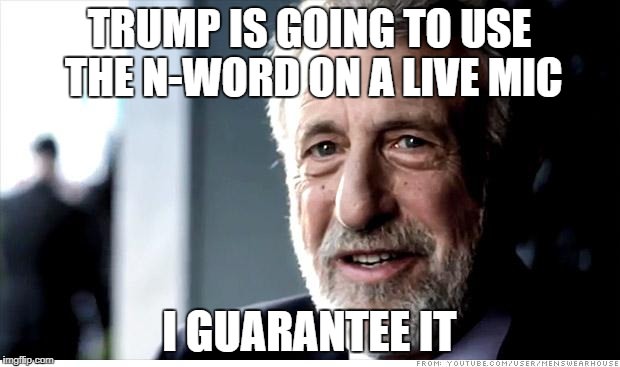 TRUMP IS GOING TO USE
THE N-WORD ON A LIVE MIC
I GUARANTEE IT
imgflip.com
FROM: YOUTUBE.COM/USER/MENSWEARHOUSE